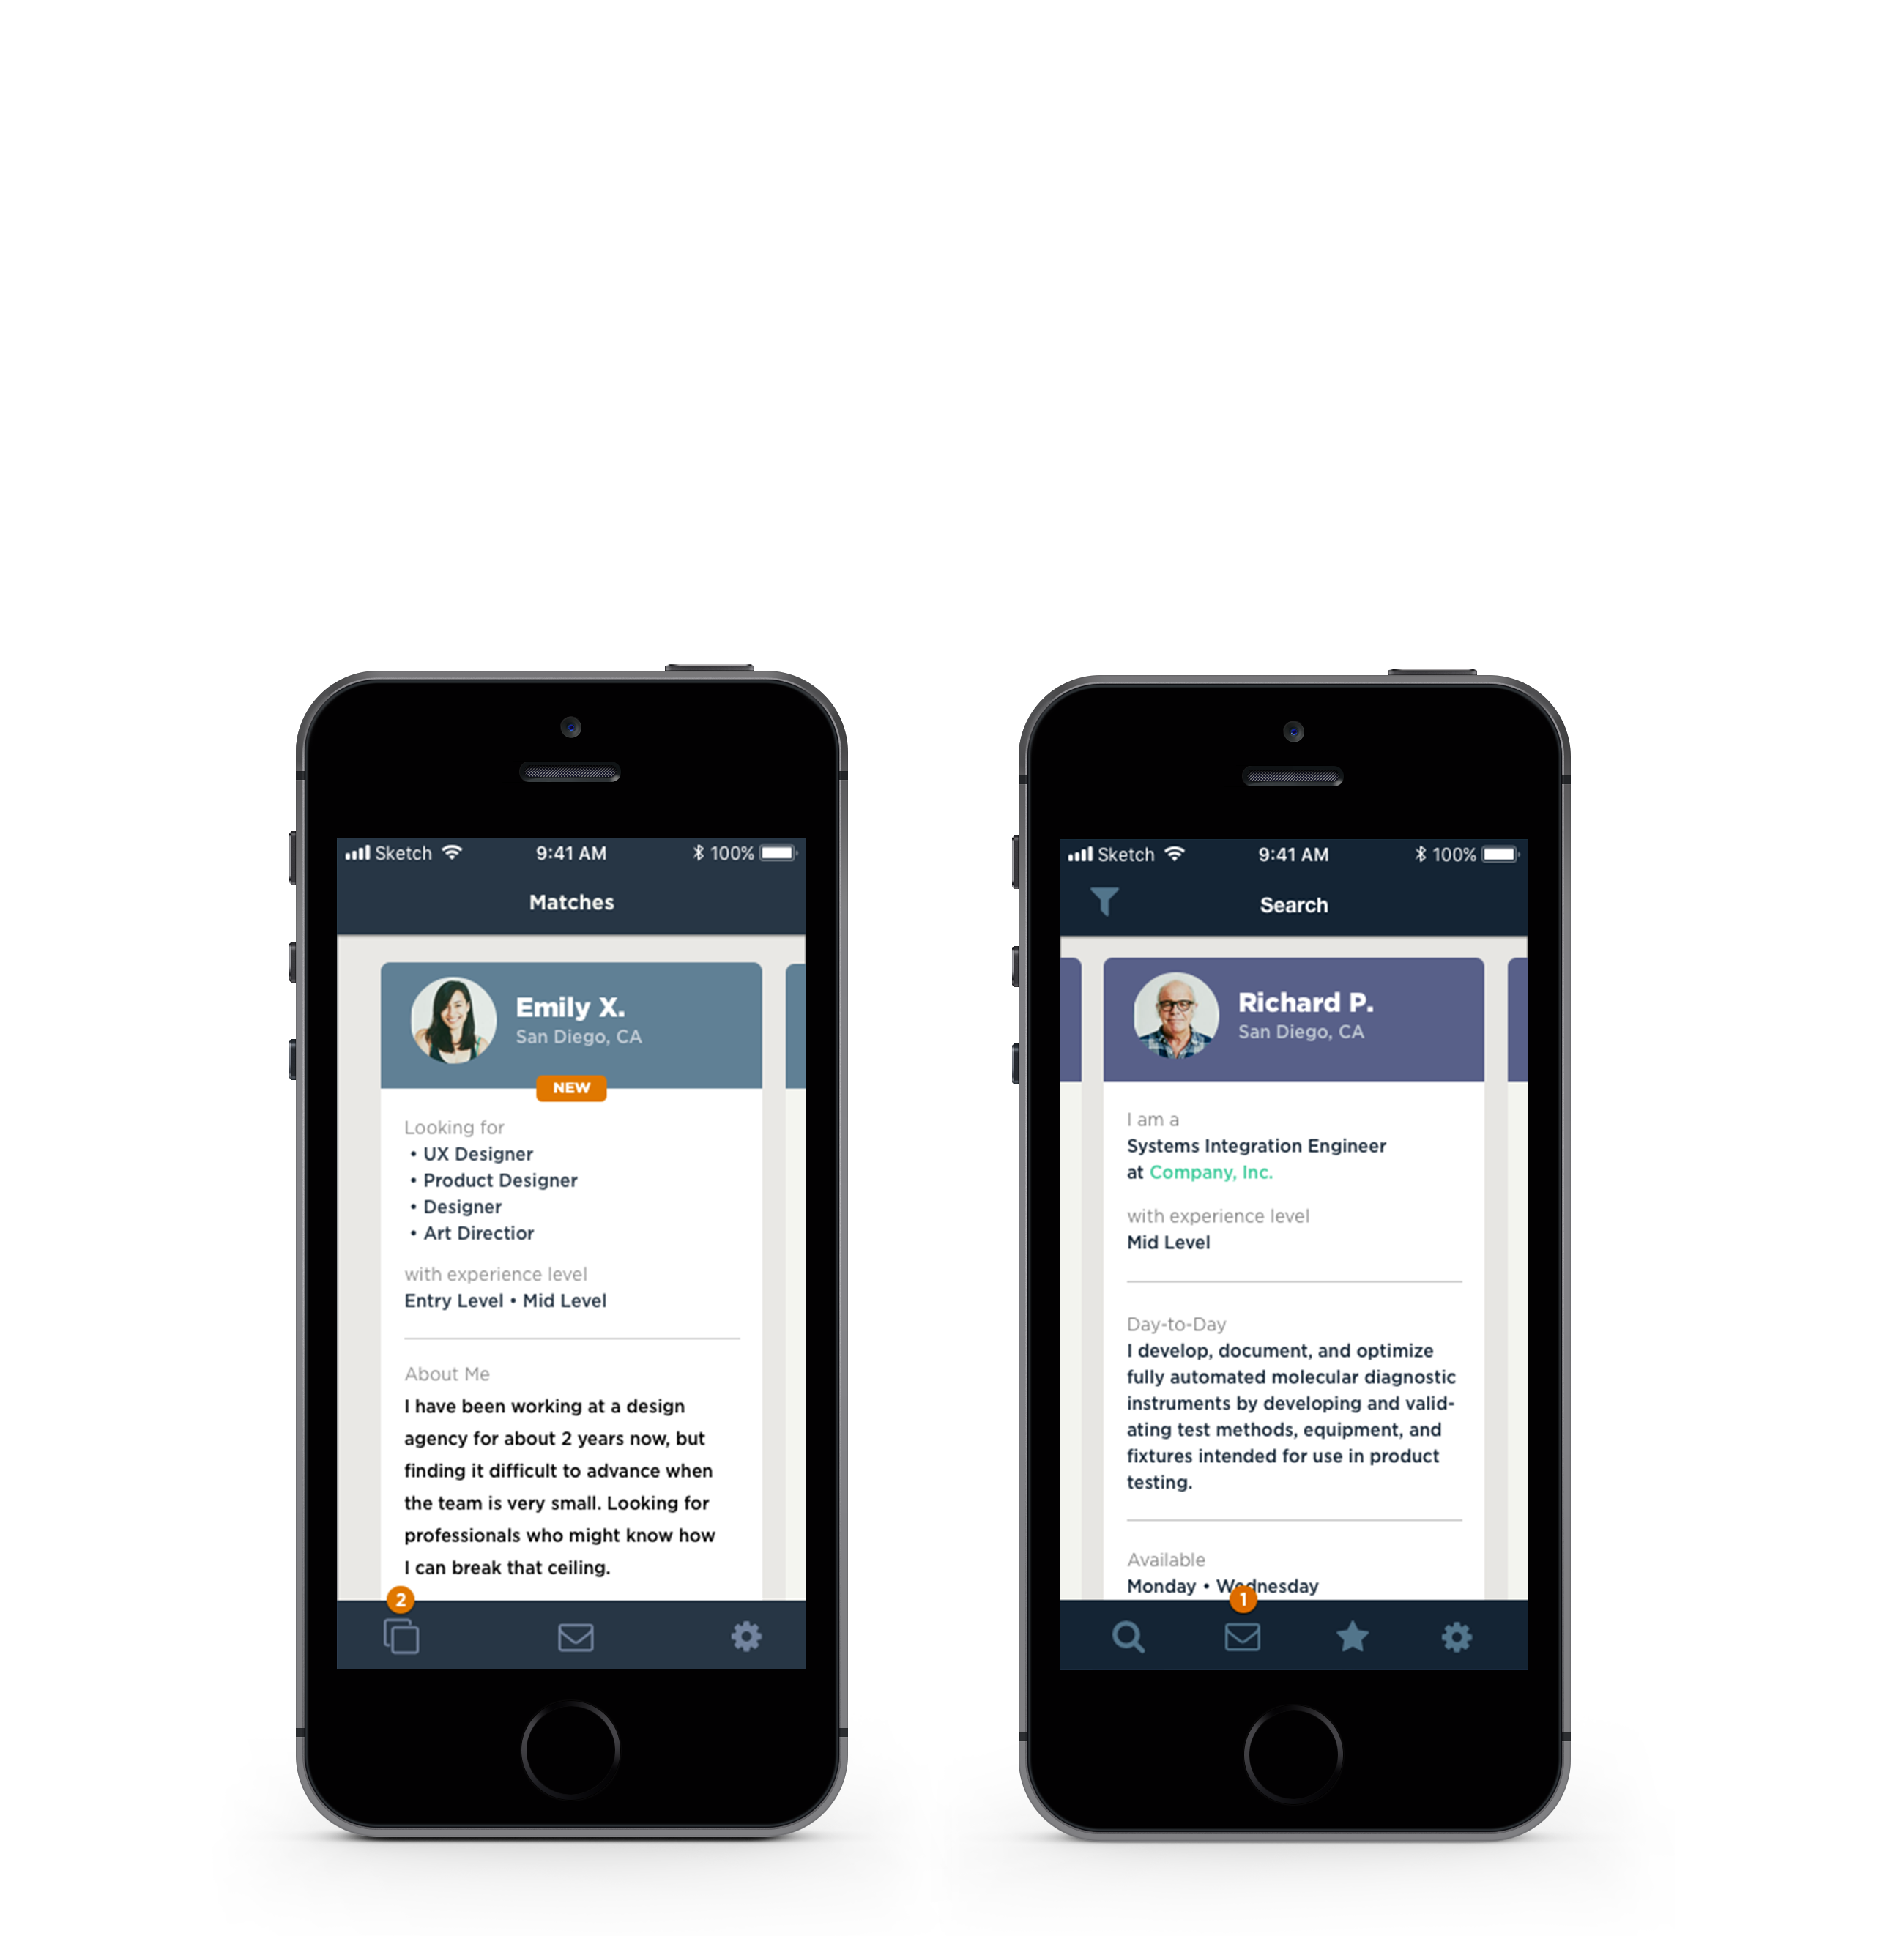 Sketch 9:41 AM 100%
Matches
Emily X.
San Diego, CA
NEW
Looking for
• UX Designer
• Product Designer
• Designer
• Art Directior
with experience level
Entry Level • Mid Level
About Me
I have been working at a design
agency for about 2 years now, but
finding it difficult to advance when
the team is very small. Looking for
professionals who might know how
I can break that ceiling.
2
Sketch 9:41 AM 100%
Search
Richard P.
San Diego, CA
I am a
Systems Integration Engineer
at Company, Inc.
with experience level
Mid Level
Day-to-Day
I develop, document, and optimize
fully automated molecular diagnostic
instruments by developing and valid-
ating test methods, equipment, and
fixtures intended for use in product
testing.
Available
Monday • Wednesday
1